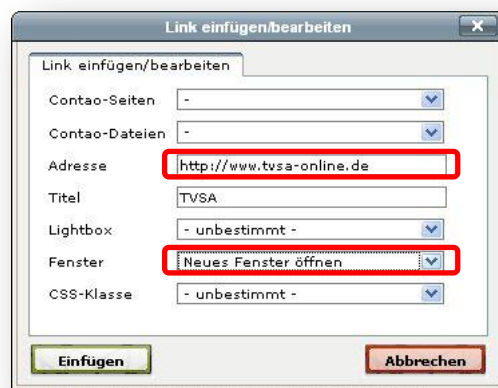 Link einfügen/bearbeiten
Link einfügen/bearbeiten
Contao-Seiten -
Contao-Dateien -
Adresse http://www.tvsa-online.de
Titel TVSA
Lightbox - unbestimmt -
Fenster Neues Fenster öffnen
CSS-Klasse - unbestimmt -
Einfügen Abbrechen